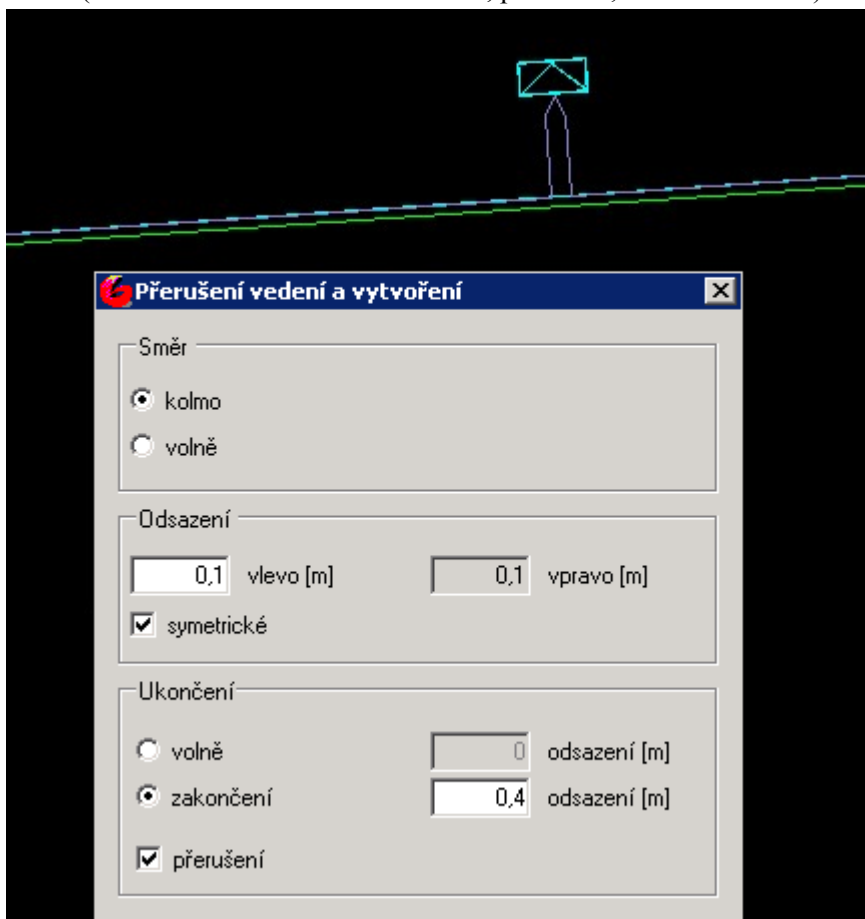 Přerušení vedení a vytvoření
Směr
kolmo
volně
Odsazení
0,1 vlevo [m] 0,1 vpravo [m]
symetrické
Ukončení
volně 0 odsazení [m]
zakončení 0,4 odsazení [m]
přerušení